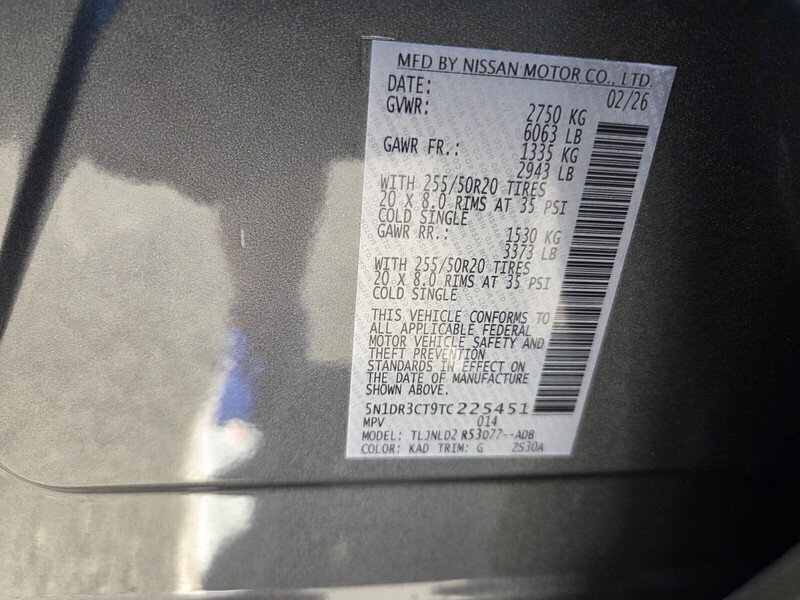 MFD BY NISSAN MOTOR CO., LTD.
DATE: 02/26
GVWR: 2750 KG
6063 LB
GAWR FR.: 1335 KG
2943 LB
WITH 255/50R20 TIRES
20 X 8.0 RIMS AT 35 PSI
COLD SINGLE
GAWR RR.: 1530 KG
3373 LB
WITH 255/50R20 TIRES
20 X 8.0 RIMS AT 35 PSI
COLD SINGLE
THIS VEHICLE CONFORMS TO
ALL APPLICABLE FEDERAL
MOTOR VEHICLE SAFETY AND
THEFT PREVENTION
STANDARDS IN EFFECT ON
THE DATE OF MANUFACTURE
SHOWN ABOVE.
5N1DR3CT9TC225451
MPV 014
MODEL: TLJNLD2 R53D77--ADB
COLOR: KAD TRIM: G 2S30A